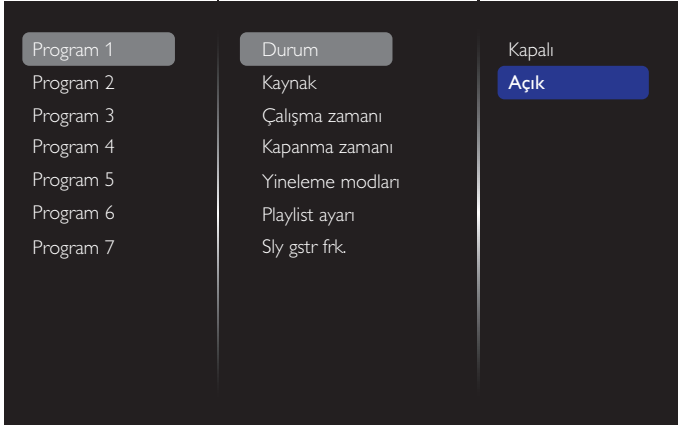 Program 1
Program 2
Program 3
Program 4
Program 5
Program 6
Program 7
Durum
Kaynak
Çalışma zamanı
Kapanma zamanı
Yineleme modları
Playlist ayarı
Sly gstr frk.
Kapalı
Açık